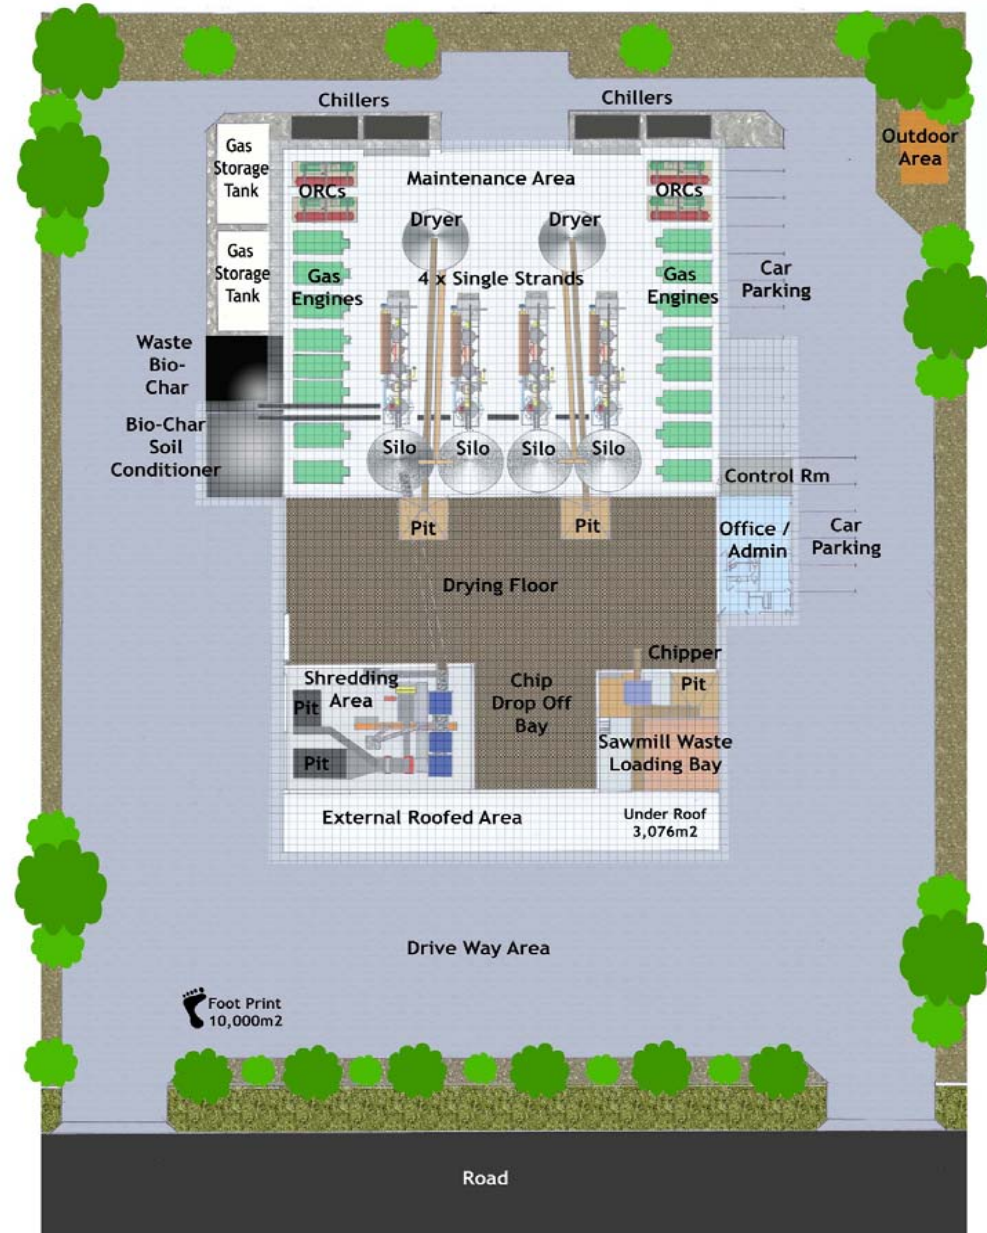 Chillers
Chillers
Gas
Storage
Tank
Outdoor
Area
ORCs
Maintenance Area
ORCs
Dryer
Dryer
Gas
Storage
Tank
Gas
Engines
4 x Single Strands
Gas
Engines
Car
Parking
Waste
Bio-
Char
Bio-Char
Soil
Conditioner
Silo
Silo
Silo
Silo
Control Rm
Pit
Pit
Office /
Admin
Car
Parking
Drying Floor
Chipper
Shredding
Area
Pit
Chip
Drop Off
Bay
Pit
Pit
Sawmill Waste
Loading Bay
External Roofed Area
Under Roof
3,076m2
Drive Way Area
Foot Print
10,000m2
Road